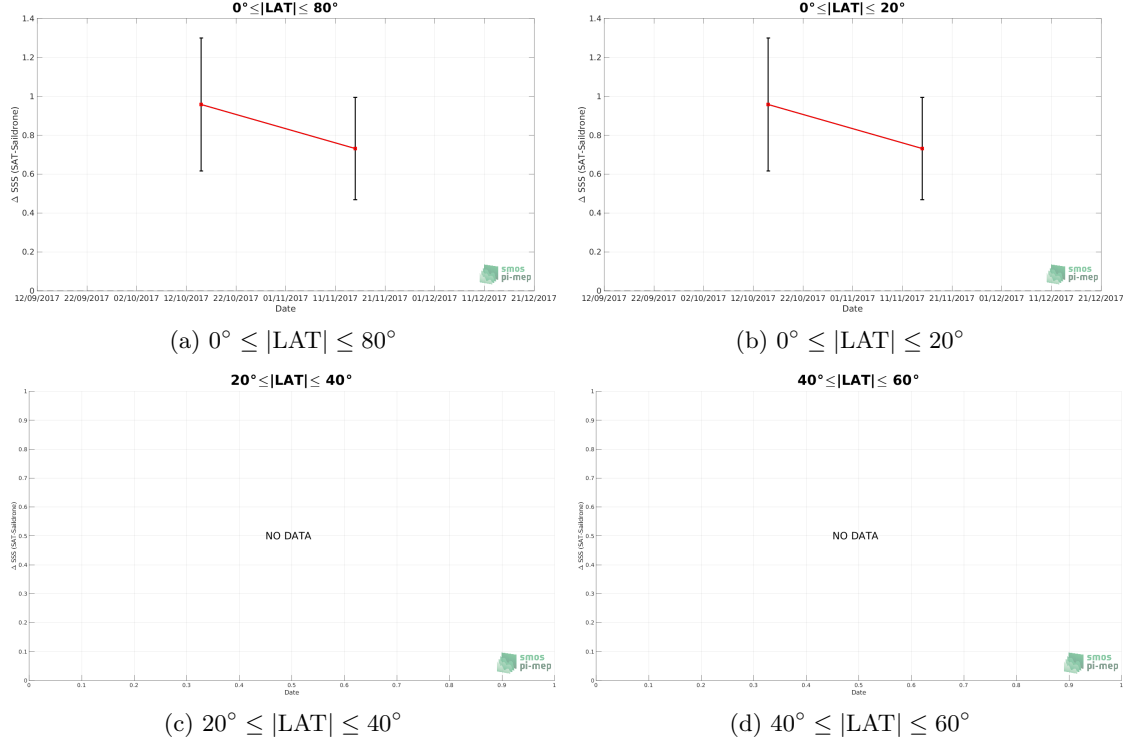 0°≤|LAT|≤ 80°
1.4
1.2
1
0.8
0.6
0.4
0.2
0
Δ SSS (SAT-Saildrone)
12/09/2017 22/09/2017 02/10/2017 12/10/2017 22/10/2017 01/11/2017 11/11/2017 21/11/2017 01/12/2017 11/12/2017 21/12/2017
Date
smos
pi-mep
(a) 0° ≤ |LAT| ≤ 80°
0°≤|LAT|≤ 20°
1.4
1.2
1
0.8
0.6
0.4
0.2
0
Δ SSS (SAT-Saildrone)
12/09/2017 22/09/2017 02/10/2017 12/10/2017 22/10/2017 01/11/2017 11/11/2017 21/11/2017 01/12/2017 11/12/2017 21/12/2017
Date
smos
pi-mep
(b) 0° ≤ |LAT| ≤ 20°
20°≤|LAT|≤ 40°
1
0.9
0.8
0.7
0.6
0.5
0.4
0.3
0.2
0.1
0
Δ SSS (SAT-Saildrone)
NO DATA
0 0.1 0.2 0.3 0.4 0.5 0.6 0.7 0.8 0.9 1
Date
smos
pi-mep
(c) 20° ≤ |LAT| ≤ 40°
40°≤|LAT|≤ 60°
1
0.9
0.8
0.7
0.6
0.5
0.4
0.3
0.2
0.1
0
Δ SSS (SAT-Saildrone)
NO DATA
0 0.1 0.2 0.3 0.4 0.5 0.6 0.7 0.8 0.9 1
Date
smos
pi-mep
(d) 40° ≤ |LAT| ≤ 60°